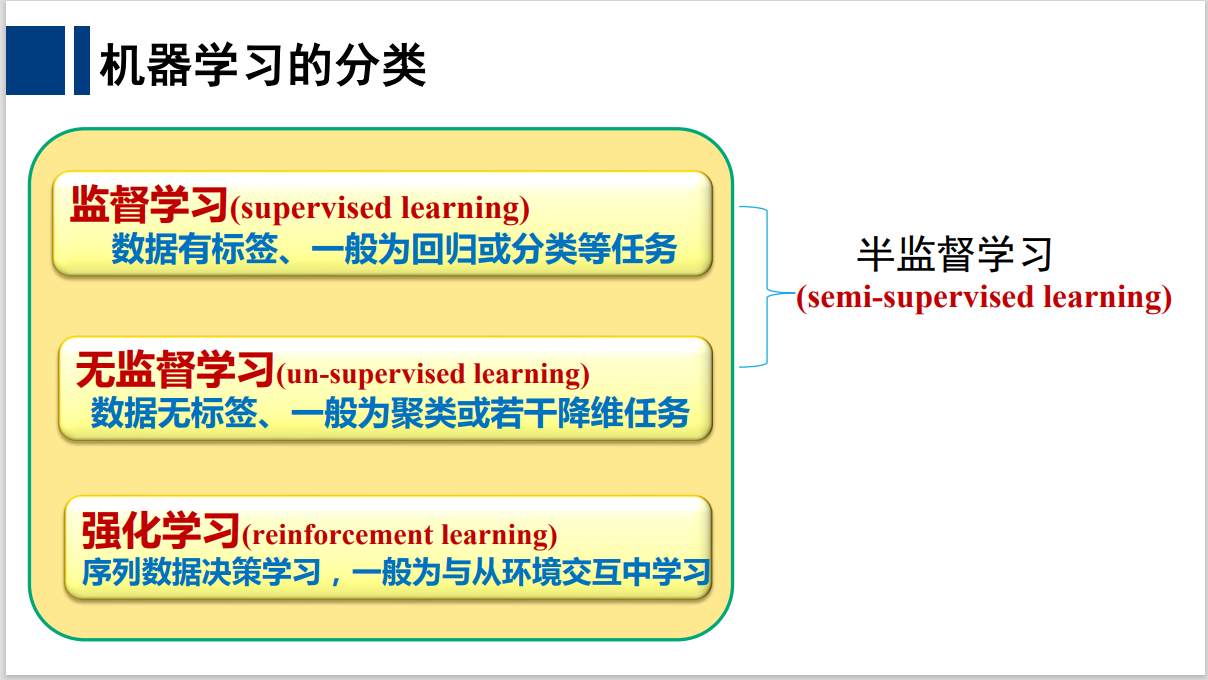 机器学习的分类
监督学习(supervised learning)
数据有标签、一般为回归或分类等任务
无监督学习(un-supervised learning)
数据无标签、一般为聚类或若干降维任务
强化学习(reinforcement learning)
序列数据决策学习，一般为与从环境交互中学习
半监督学习
(semi-supervised learning)